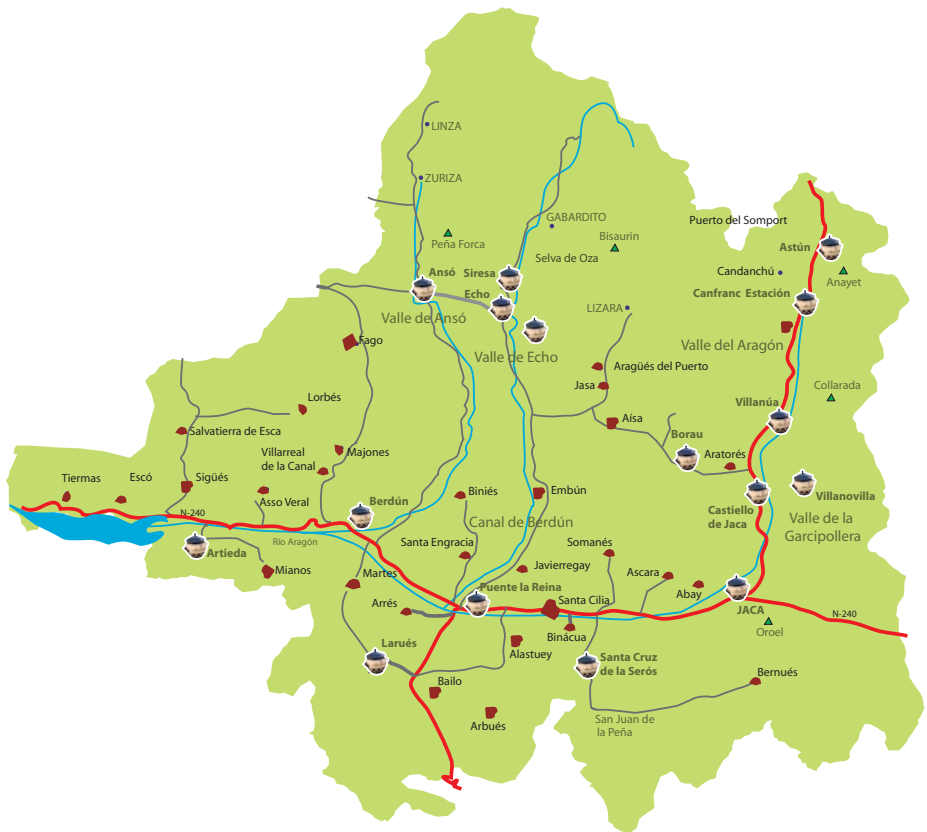 LINZA
ZURIZA
GABARDITO
Puerto del Somport
Peña Forca
Bisaurin
Astún
Selva de Oza
Ansó
Siresa
Candanchú
Anayet
Echo
Canfranc Estación
LIZARA
Valle de Ansó
Fago
Valle del Aragón
Valle de Echo
Aragüés del Puerto
Jasa
Collarada
Lorbés
Villanúa
Aísa
Salvatierra de Esca
Borau
Villarreal
de la Canal
Majones
Aratorés
Tiermas
Escó
Sigüés
Asso Veral
Berdún
Biniés
Embún
Villanovilla
Castiello
de Jaca
N-240
Canal de Berdún
Valle de la
Garcipollera
Río Aragón
Artieda
Santa Engracia
Somanés
Mianos
Martes
Javierregay
Ascara
Abay
Puente la Reina
Arrés
Santa Cilia
JACA
N-240
Binácua
Oroel
Larués
Alastuey
Santa Cruz
de la Serós
Bailo
Bernués
Arbués
San Juan de
la Peña